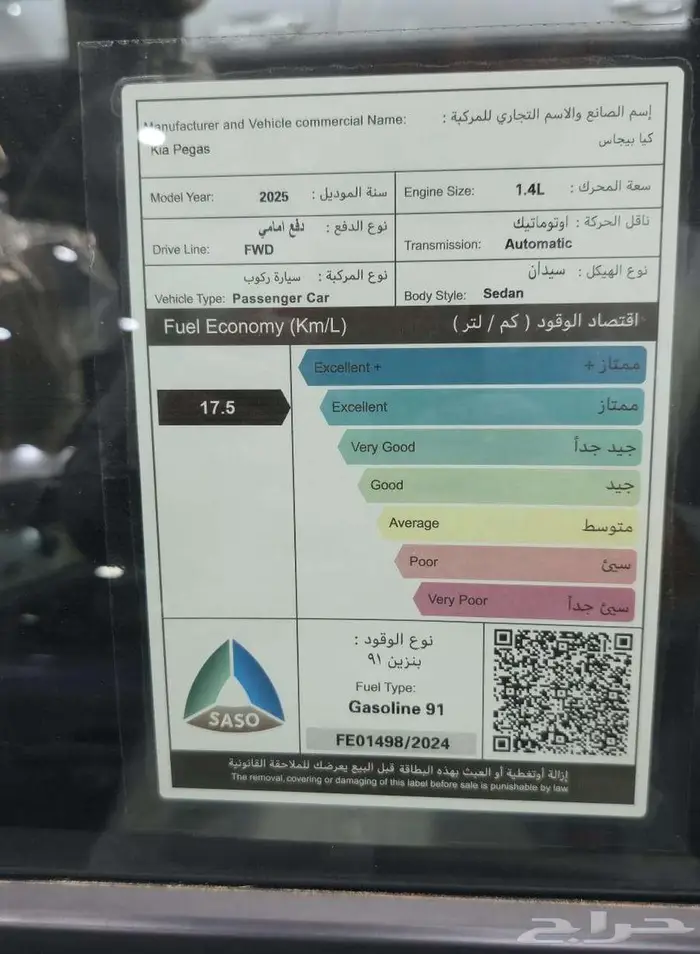 إسم الصانع والاسم التجاري للمركبة :
Manufacturer and Vehicle commercial Name:
كيا بيجاس
Kia Pegas
Model Year: 2025 سنة الموديل :
Engine Size: 1.4L سعة المحرك :
نوع الدفع : دفع أمامي
Drive Line: FWD
ناقل الحركة : اوتوماتيك
Transmission: Automatic
نوع المركبة : سيارة ركوب
Vehicle Type: Passenger Car
نوع الهيكل : سيدان
Body Style: Sedan
Fuel Economy (Km/L) اقتصاد الوقود ( كم / لتر )
Excellent + ممتاز +
17.5
Excellent ممتاز
Very Good جيد جداً
Good جيد
Average متوسط
Poor سيئ
Very Poor سيئ جداً
SASO
نوع الوقود :
بنزين ٩١
Fuel Type:
Gasoline 91
FE01498/2024
إزالة أوتغطية أو العبث بهذه البطاقة قبل البيع يعرضك للملاحقة القانونية
The removal, covering or damaging of this label before sale is punishable by law
حراج